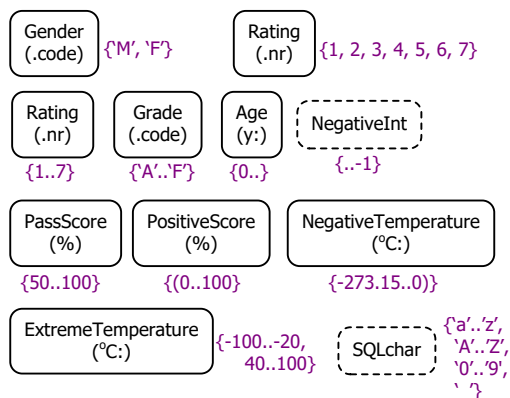 Gender
(.code)
{'M', 'F'}
Rating
(.nr)
{1, 2, 3, 4, 5, 6, 7}
Rating
(.nr)
{1..7}
Grade
(.code)
{'A'..'F'}
Age
(y:)
{0..}
NegativeInt
{..-1}
PassScore
(%)
{50..100}
PositiveScore
(%)
{(0..100}
NegativeTemperature
(°C:)
{-273.15..0)}
ExtremeTemperature
(°C:)
{-100..-20,
40..100}
SQLchar
{'a'..'z',
'A'..'Z',
'0'..'9',
'_'}